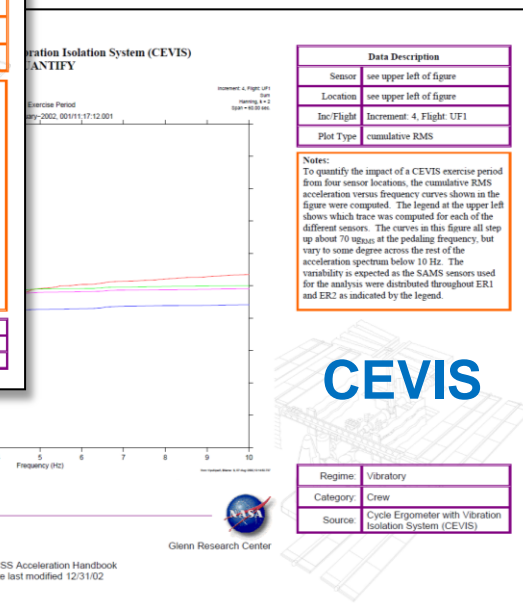 ration Isolation System (CEVIS)
UANTIFY
Increment: 4, Flight: UF1
Sum
Hanning, k = 2
Span = 60.00 sec.
Exercise Period
ary-2002, 001/11:17:12.001
5 6 7 8 9 10
Frequency (Hz)
NASA
Glenn Research Center
SS Acceleration Handbook
e last modified 12/31/02
Data Description
Sensor see upper left of figure
Location see upper left of figure
Inc/Flight Increment: 4, Flight: UF1
Plot Type cumulative RMS
Notes:
To quantify the impact of a CEVIS exercise period
from four sensor locations, the cumulative RMS
acceleration versus frequency curves shown in the
figure were computed. The legend at the upper left
shows which trace was computed for each of the
different sensors. The curves in this figure all step
up about 70 ugRMS at the pedaling frequency, but
vary to some degree across the rest of the
acceleration spectrum below 10 Hz. The
variability is expected as the SAMS sensors used
for the analysis were distributed throughout ER1
and ER2 as indicated by the legend.
CEVIS
Regime: Vibratory
Category: Crew
Source: Cycle Ergometer with Vibration
Isolation System (CEVIS)